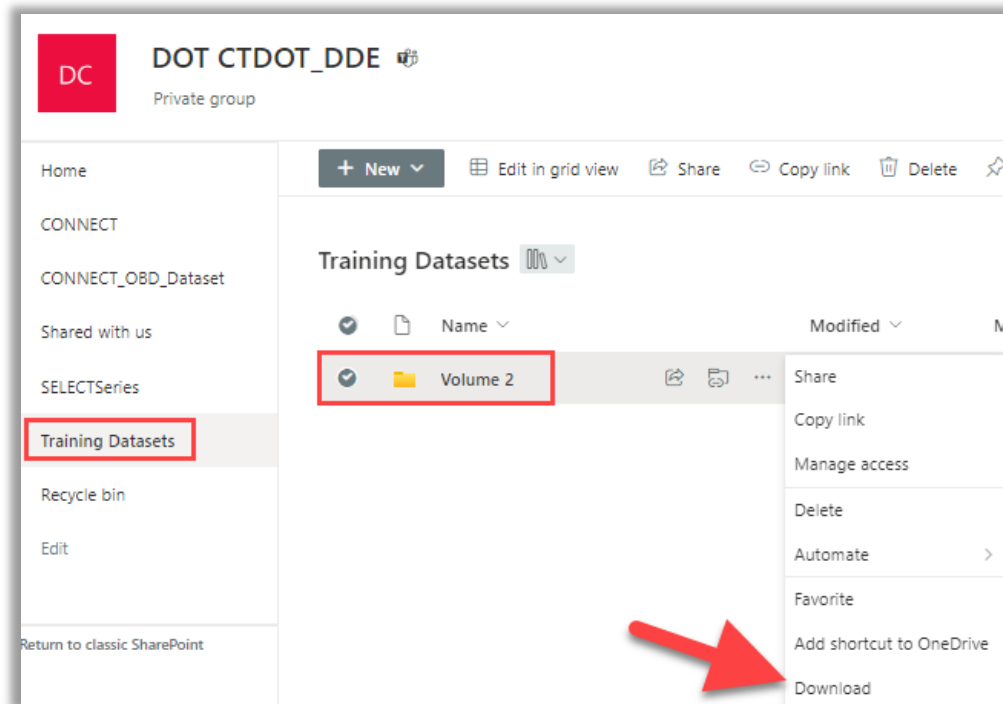 DC
DOT CTDOT_DDE
Private group
Home
CONNECT
CONNECT_OBD_Dataset
Shared with us
SELECTSeries
Training Datasets
Recycle bin
Edit
Return to classic SharePoint
+ New Edit in grid view Share Copy link Delete
Training Datasets
Name Modified M
Volume 2
Share
Copy link
Manage access
Delete
Automate
Favorite
Add shortcut to OneDrive
Download